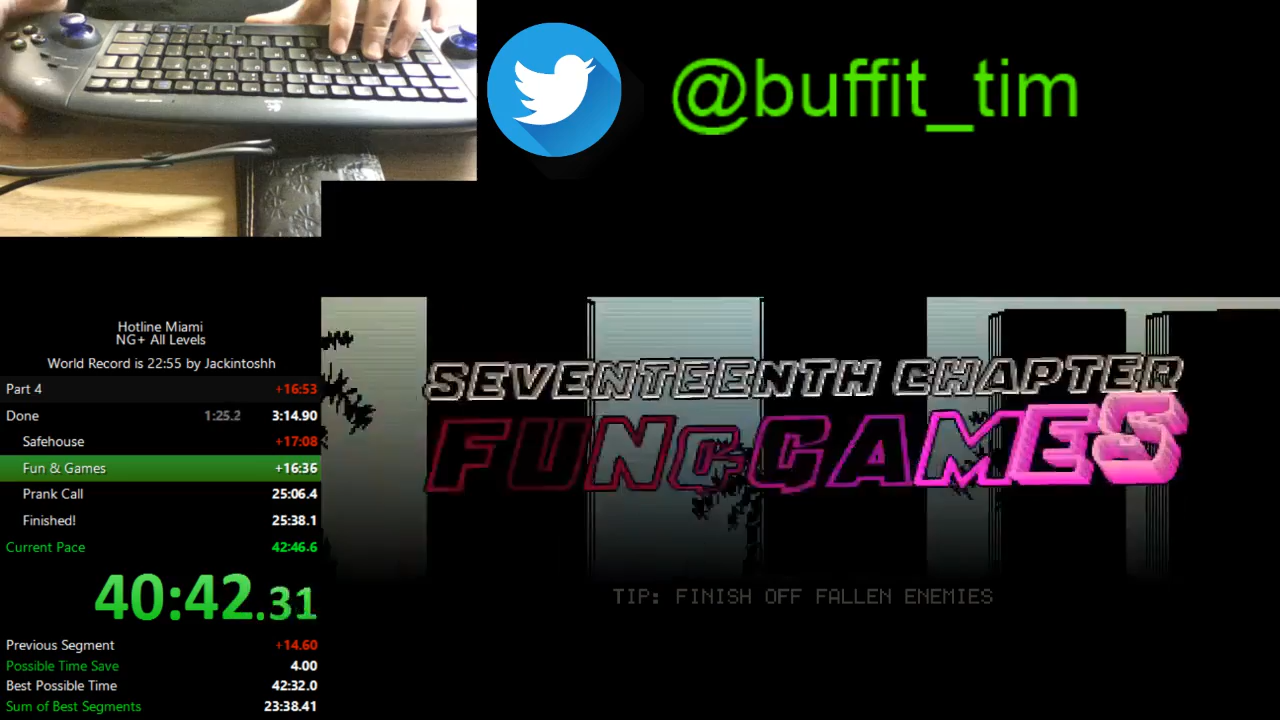 @buffit_tim
Hotline Miami
NG+ All Levels
World Record is 22:55 by Jackintoshh
Part 4 +16:53
Done 1:25.2 3:14.90
Safehouse +17:08
Fun & Games +16:36
Prank Call 25:06.4
Finished! 25:38.1
Current Pace 42:46.6
40:42.31
Previous Segment +14.60
Possible Time Save 4.00
Best Possible Time 42:32.0
Sum of Best Segments 23:38.41
SEVENTEENTH CHAPTER
FUN & GAMES
TIP: FINISH OFF FALLEN ENEMIES